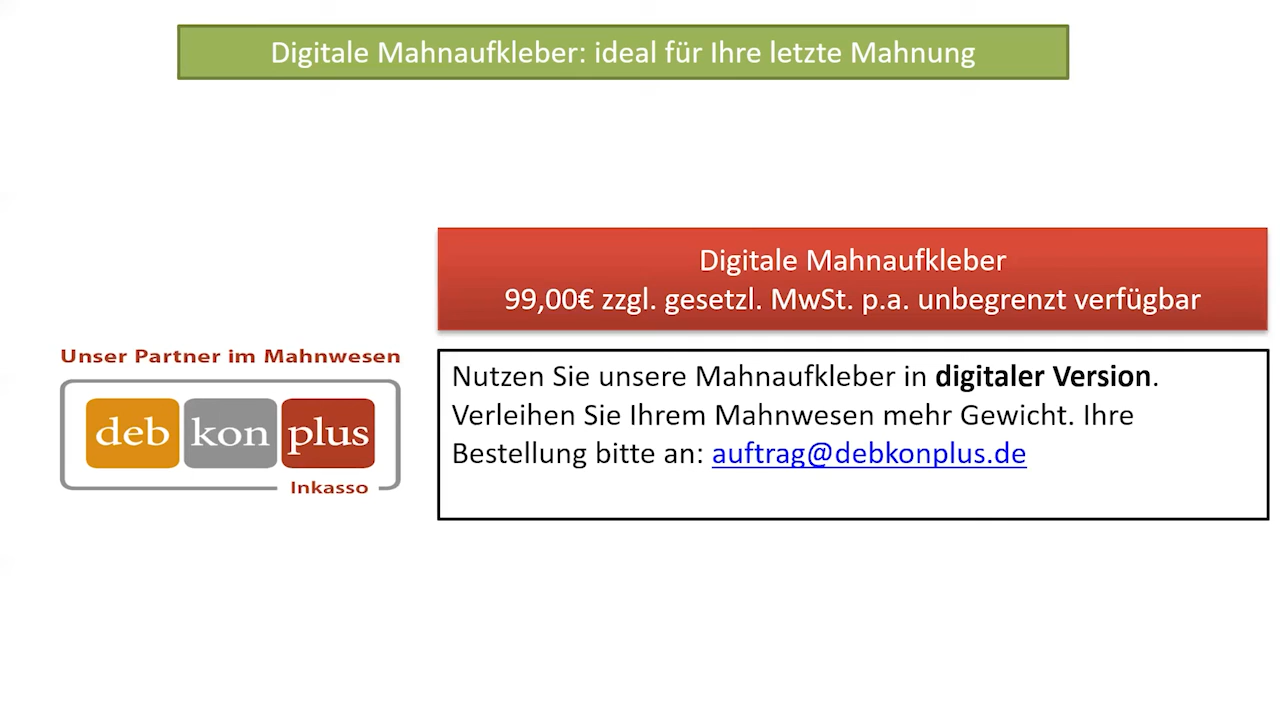 Digitale Mahnaufkleber: ideal für Ihre letzte Mahnung
Digitale Mahnaufkleber
99,00€ zzgl. gesetzl. MwSt. p.a. unbegrenzt verfügbar
Unser Partner im Mahnwesen
deb kon plus
Inkasso
Nutzen Sie unsere Mahnaufkleber in digitaler Version.
Verleihen Sie Ihrem Mahnwesen mehr Gewicht. Ihre
Bestellung bitte an: auftrag@debkonplus.de